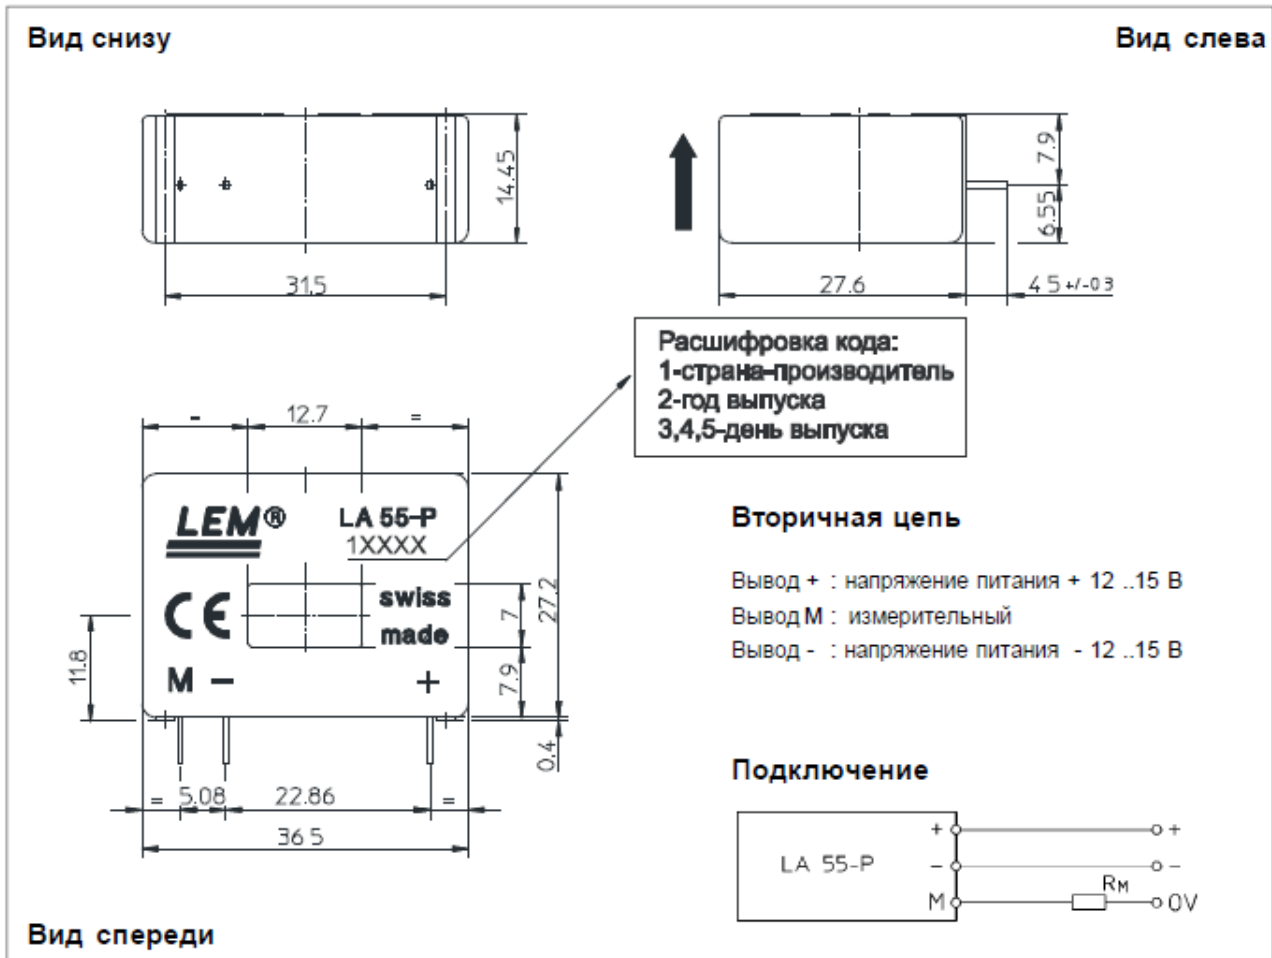 Вид снизу
Вид слева
14.45
31,5
7.9
6.55
27.6
4 5 +/-0 3
Расшифровка кода:
1-страна-производитель
2-год выпуска
3,4,5-день выпуска
- 12.7 =
LEM® LA 55-P
1XXXX
swiss
made
CE
M - +
11.8
7
7.9
27.2
0.4
= 5.08 22.86 =
36 5
Вторичная цепь
Вывод + : напряжение питания + 12 ..15 В
Вывод М : измерительный
Вывод - : напряжение питания - 12 ..15 В
Подключение
LA 55-P
+ +
- -
M RM 0V
Вид спереди